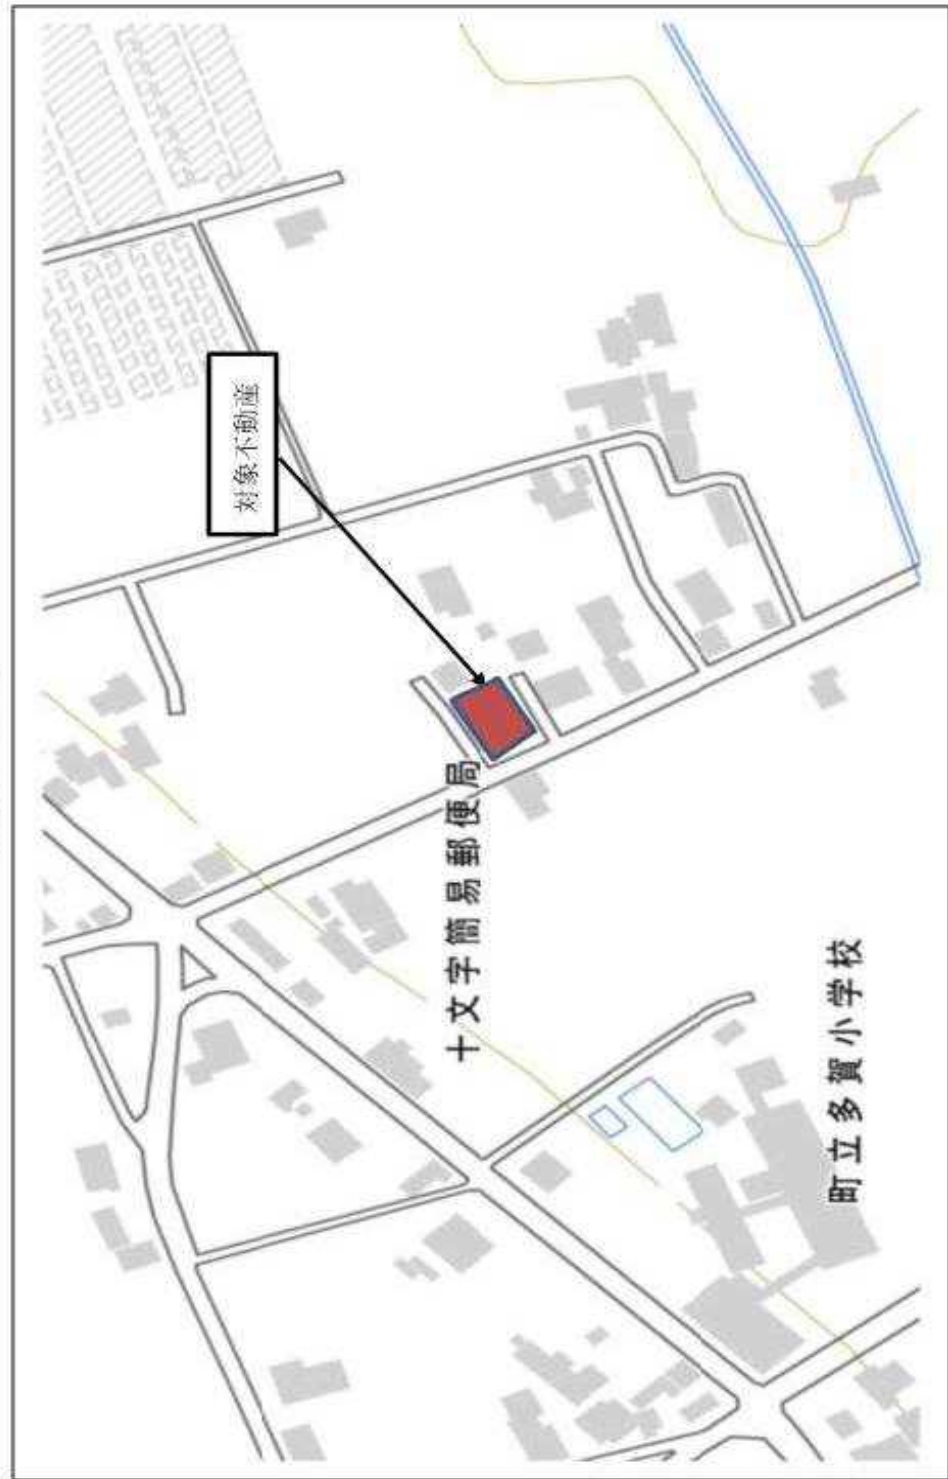 対象不動産
十文字簡易郵便局
町立多賀小学校